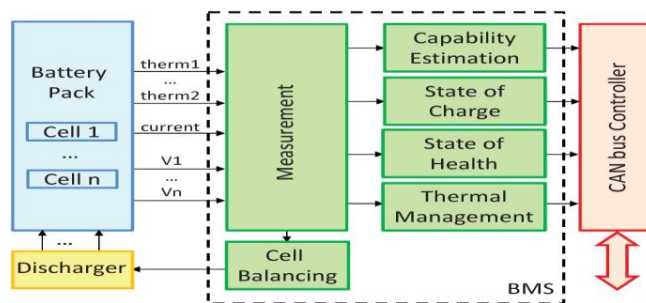 Battery
Pack
Cell 1
...
Cell n
...
Discharger
therm1
...
therm2
current
V1
...
Vn
Measurement
Cell
Balancing
Capability
Estimation
State of
Charge
State of
Health
Thermal
Management
BMS
CAN bus Controller